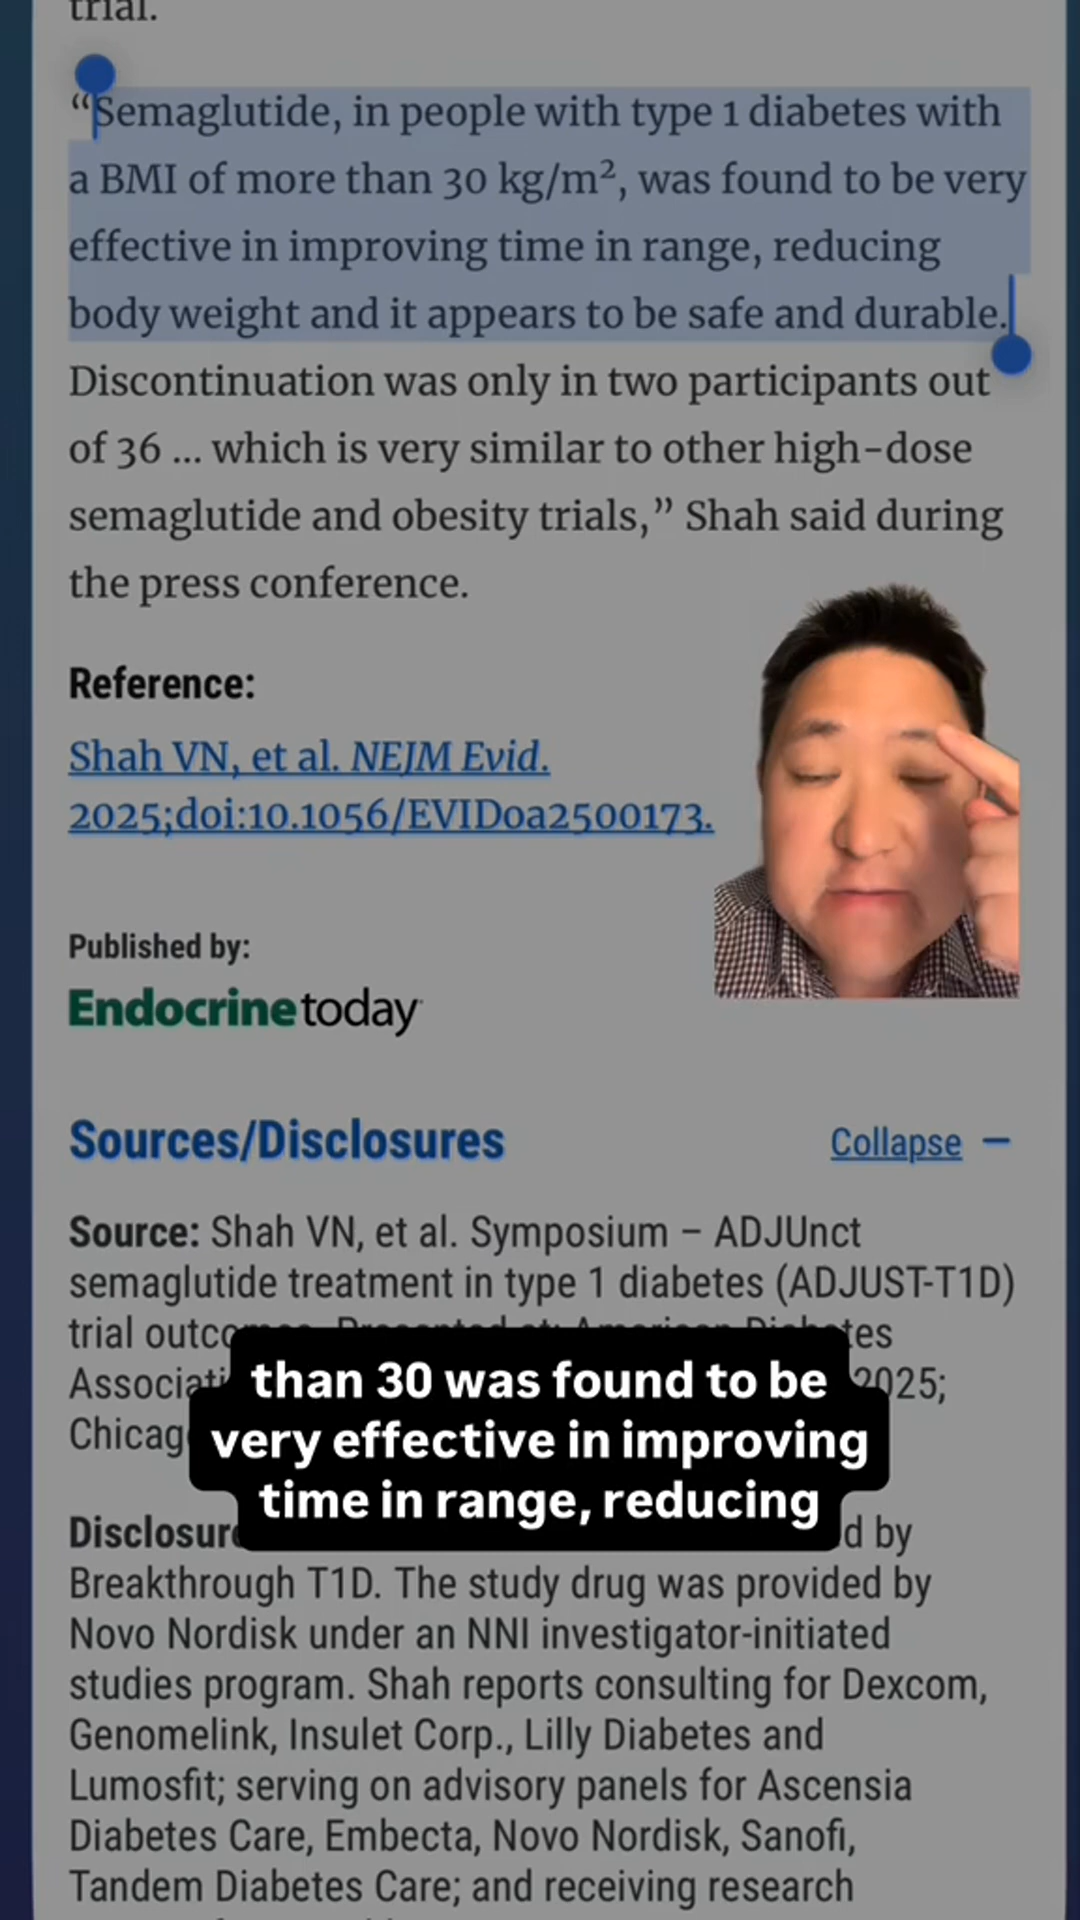 trial.
“Semaglutide, in people with type 1 diabetes with
a BMI of more than 30 kg/m², was found to be very
effective in improving time in range, reducing
body weight and it appears to be safe and durable.
Discontinuation was only in two participants out
of 36 ... which is very similar to other high-dose
semaglutide and obesity trials,” Shah said during
the press conference.
Reference:
Shah VN, et al. NEJM Evid.
2025;doi:10.1056/EVIDoa2500173.
Published by:
Endocrinetoday
Sources/Disclosures
Collapse –
Source: Shah VN, et al. Symposium – ADJUnct
semaglutide treatment in type 1 diabetes (ADJUST-T1D)
trial
2025;
than 30 was found to be
very effective in improving
time in range, reducing
by
Breakthrough T1D. The study drug was provided by
Novo Nordisk under an NNI investigator-initiated
studies program. Shah reports consulting for Dexcom,
Genomelink, Insulet Corp., Lilly Diabetes and
Lumosfit; serving on advisory panels for Ascensia
Diabetes Care, Embecta, Novo Nordisk, Sanofi,
Tandem Diabetes Care; and receiving research